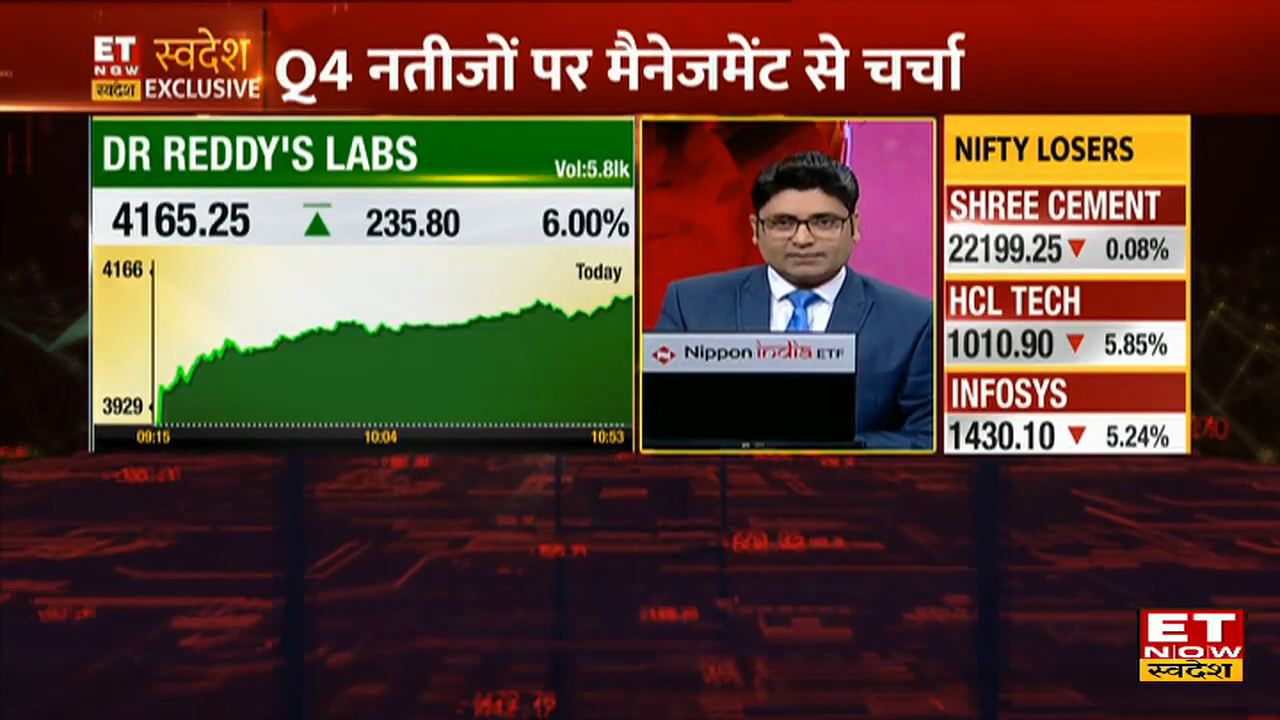 ET
NOW
स्वदेश
स्वदेश
EXCLUSIVE
Q4 नतीजों पर मैनेजमेंट से चर्चा
DR REDDY'S LABS
Vol:5.8lk
4165.25 235.80 6.00%
4166
Today
3929
09:15 10:04 10:53
Nippon india ETF
NIFTY LOSERS
SHREE CEMENT
22199.25 0.08%
HCL TECH
1010.90 5.85%
INFOSYS
1430.10 5.24%
ET
NOW
स्वदेश